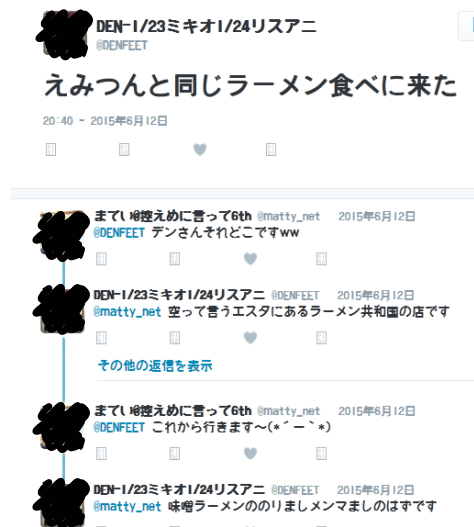 DEN-1/23ミキオ1/24リスアニ
@DENFEET
えみつんと同じラーメン食べに来た
20:40 - 2015年6月12日
まてぃ@控えめに言って6th @matty_net 2015年6月12日
@DENFEET デンさんそれどこですww
DEN-1/23ミキオ1/24リスアニ @DENFEET 2015年6月12日
@matty_net 空って言うエスタにあるラーメン共和国の店です
その他の返信を表示
まてぃ@控えめに言って6th @matty_net 2015年6月12日
@DENFEET これから行きます〜(*´ー`*)
DEN-1/23ミキオ1/24リスアニ @DENFEET 2015年6月12日
@matty_net 味噌ラーメンののりましメンマましのはずです